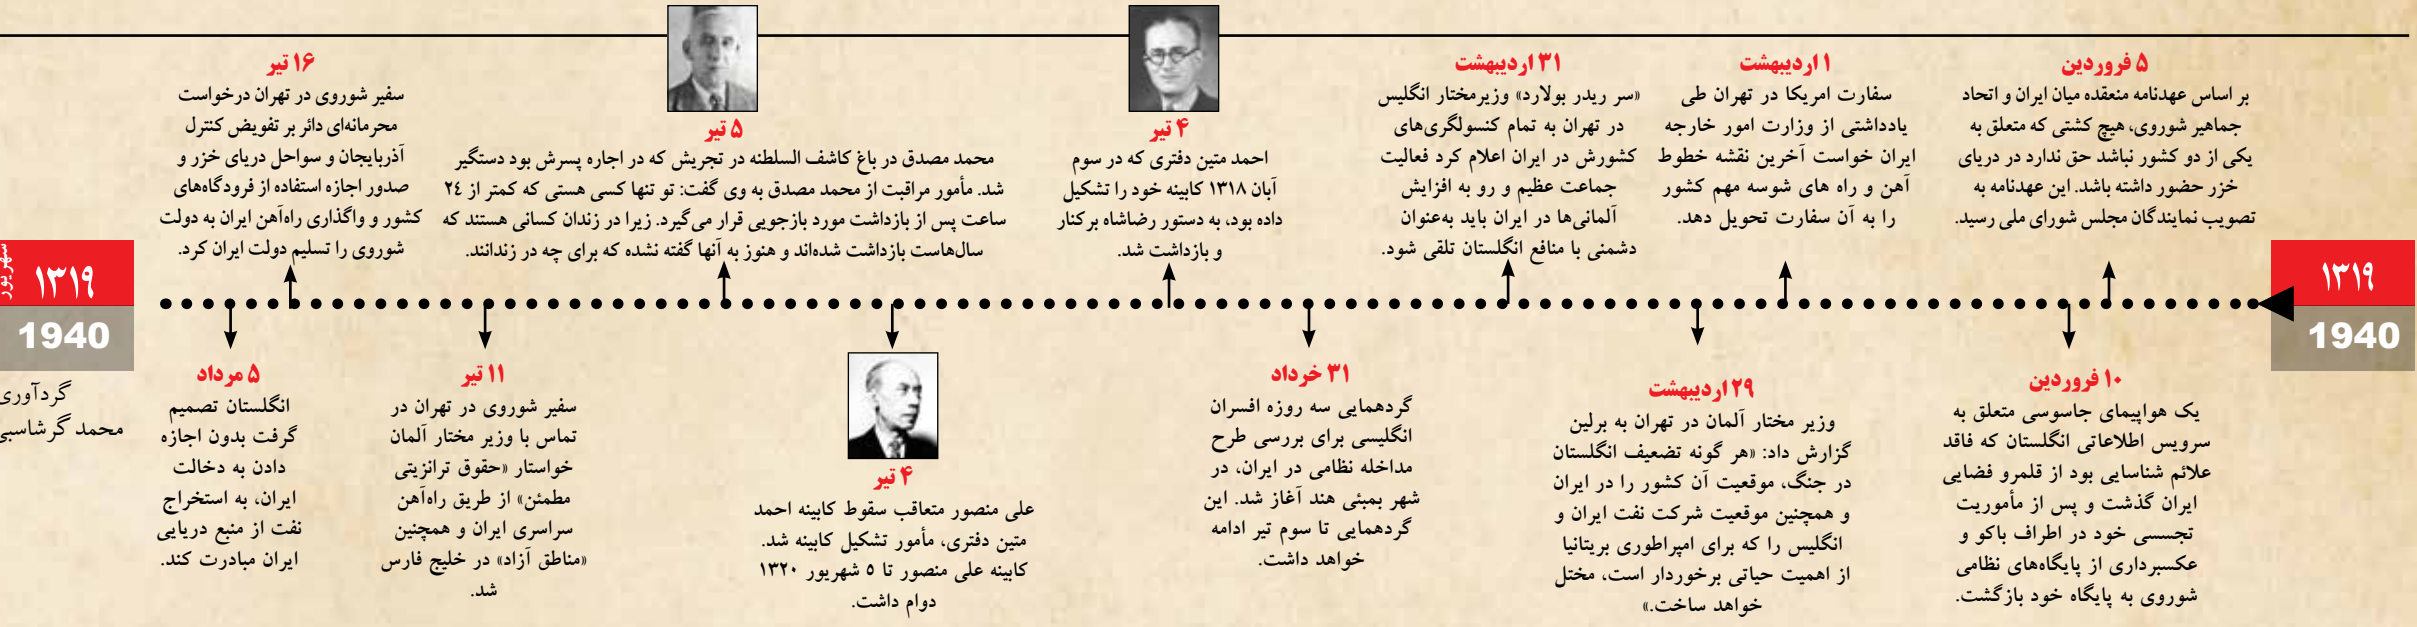 ۱۳۱۹
1940
۵ فروردین
بر اساس عهدنامه منعقده میان ایران و اتحاد
جماهیر شوروی، هیچ کشتی که متعلق به
یکی از دو کشور نباشد حق ندارد در دریای
خزر حضور داشته باشد. این عهدنامه به
تصویب نمایندگان مجلس شورای ملی رسید.
۱۰ فروردین
یک هواپیمای جاسوسی متعلق به
سرویس اطلاعاتی انگلستان که فاقد
علائم شناسایی بود از قلمرو فضایی
ایران گذشت و پس از مأموریت
تجسسی خود در اطراف باکو و
عکسبرداری از پایگاه‌های نظامی
شوروی به پایگاه خود بازگشت.
۱ اردیبهشت
سفارت امریکا در تهران طی
یادداشتی از وزارت امور خارجه
ایران خواست آخرین نقشه خطوط
آهن و راه های شوسه مهم کشور
را به آن سفارت تحویل دهد.
۲۹ اردیبهشت
وزیر مختار آلمان در تهران به برلین
گزارش داد: «هر گونه تضعیف انگلستان
در جنگ، موقعیت آن کشور را در ایران
و همچنین موقعیت شرکت نفت ایران و
انگلیس را که برای امپراطوری بریتانیا
از اهمیت حیاتی برخوردار است، مختل
خواهد ساخت.»
۳۱ اردیبهشت
«سر ریدر بولارد» وزیرمختار انگلیس
در تهران به تمام کنسولگری‌های
کشورش در ایران اعلام کرد فعالیت
جماعت عظیم و رو به افزایش
آلمانی‌ها در ایران باید به‌عنوان
دشمنی با منافع انگلستان تلقی شود.
۳۱ خرداد
گردهمایی سه روزه افسران
انگلیسی برای بررسی طرح
مداخله نظامی در ایران، در
شهر بمبئی هند آغاز شد. این
گردهمایی تا سوم تیر ادامه
خواهد داشت.
۴ تیر
احمد متین دفتری که در سوم
آبان ۱۳۱۸ کابینه خود را تشکیل
داده بود، به دستور رضاشاه برکنار
و بازداشت شد.
۴ تیر
علی منصور متعاقب سقوط کابینه احمد
متین دفتری، مأمور تشکیل کابینه شد.
کابینه علی منصور تا ۵ شهریور ۱۳۲۰
دوام داشت.
۵ تیر
محمد مصدق در باغ کاشف السلطنه در تجریش که در اجاره پسرش بود دستگیر
شد. مأمور مراقبت از محمد مصدق به وی گفت: تو تنها کسی هستی که کمتر از ۲۴
ساعت پس از بازداشت مورد بازجویی قرار می‌گیرد. زیرا در زندان کسانی هستند که
سال‌هاست بازداشت شده‌اند و هنوز به آنها گفته نشده که برای چه در زندانند.
۱۱ تیر
سفیر شوروی در تهران در
تماس با وزیر مختار آلمان
خواستار «حقوق ترانزیتی
مطمئن» از طریق راه‌آهن
سراسری ایران و همچنین
«مناطق آزاد» در خلیج فارس
شد.
۱۶ تیر
سفیر شوروی در تهران درخواست
محرمانه‌ای دائر بر تفویض کنترل
آذربایجان و سواحل دریای خزر و
صدور اجازه استفاده از فرودگاه‌های
کشور و واگذاری راه‌آهن ایران به دولت
شوروی را تسلیم دولت ایران کرد.
۵ مرداد
انگلستان تصمیم
گرفت بدون اجازه
دادن به دخالت
ایران، به استخراج
نفت از منبع دریایی
ایران مبادرت کند.
شهریور
۱۳۱۹
1940
گردآوری
محمد گرشاسبی